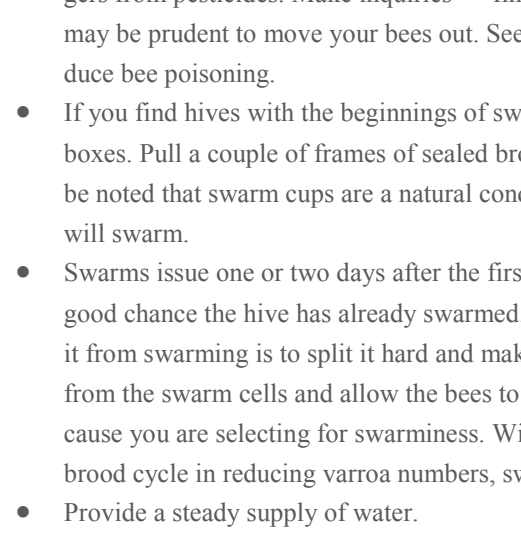 from pesticides. Make inquiries
may be prudent to move your bees out. See
duce bee poisoning.
• If you find hives with the beginnings of sw
boxes. Pull a couple of frames of sealed bro
be noted that swarm cups are a natural cond
will swarm.
• Swarms issue one or two days after the firs
good chance the hive has already swarmed.
it from swarming is to split it hard and mak
from the swarm cells and allow the bees to
cause you are selecting for swarminess. Wi
brood cycle in reducing varroa numbers, sw
• Provide a steady supply of water.